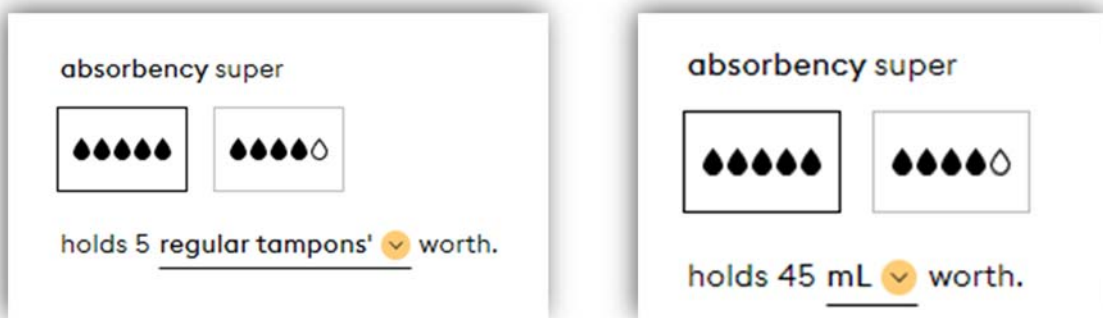 absorbency super
holds 5 regular tampons' worth.
absorbency super
holds 45 mL worth.